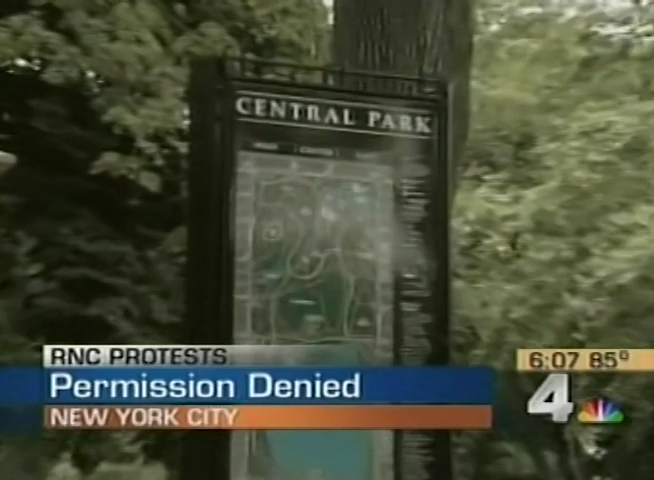 CENTRAL PARK
RNC PROTESTS
Permission Denied
NEW YORK CITY
6:07 85°
4